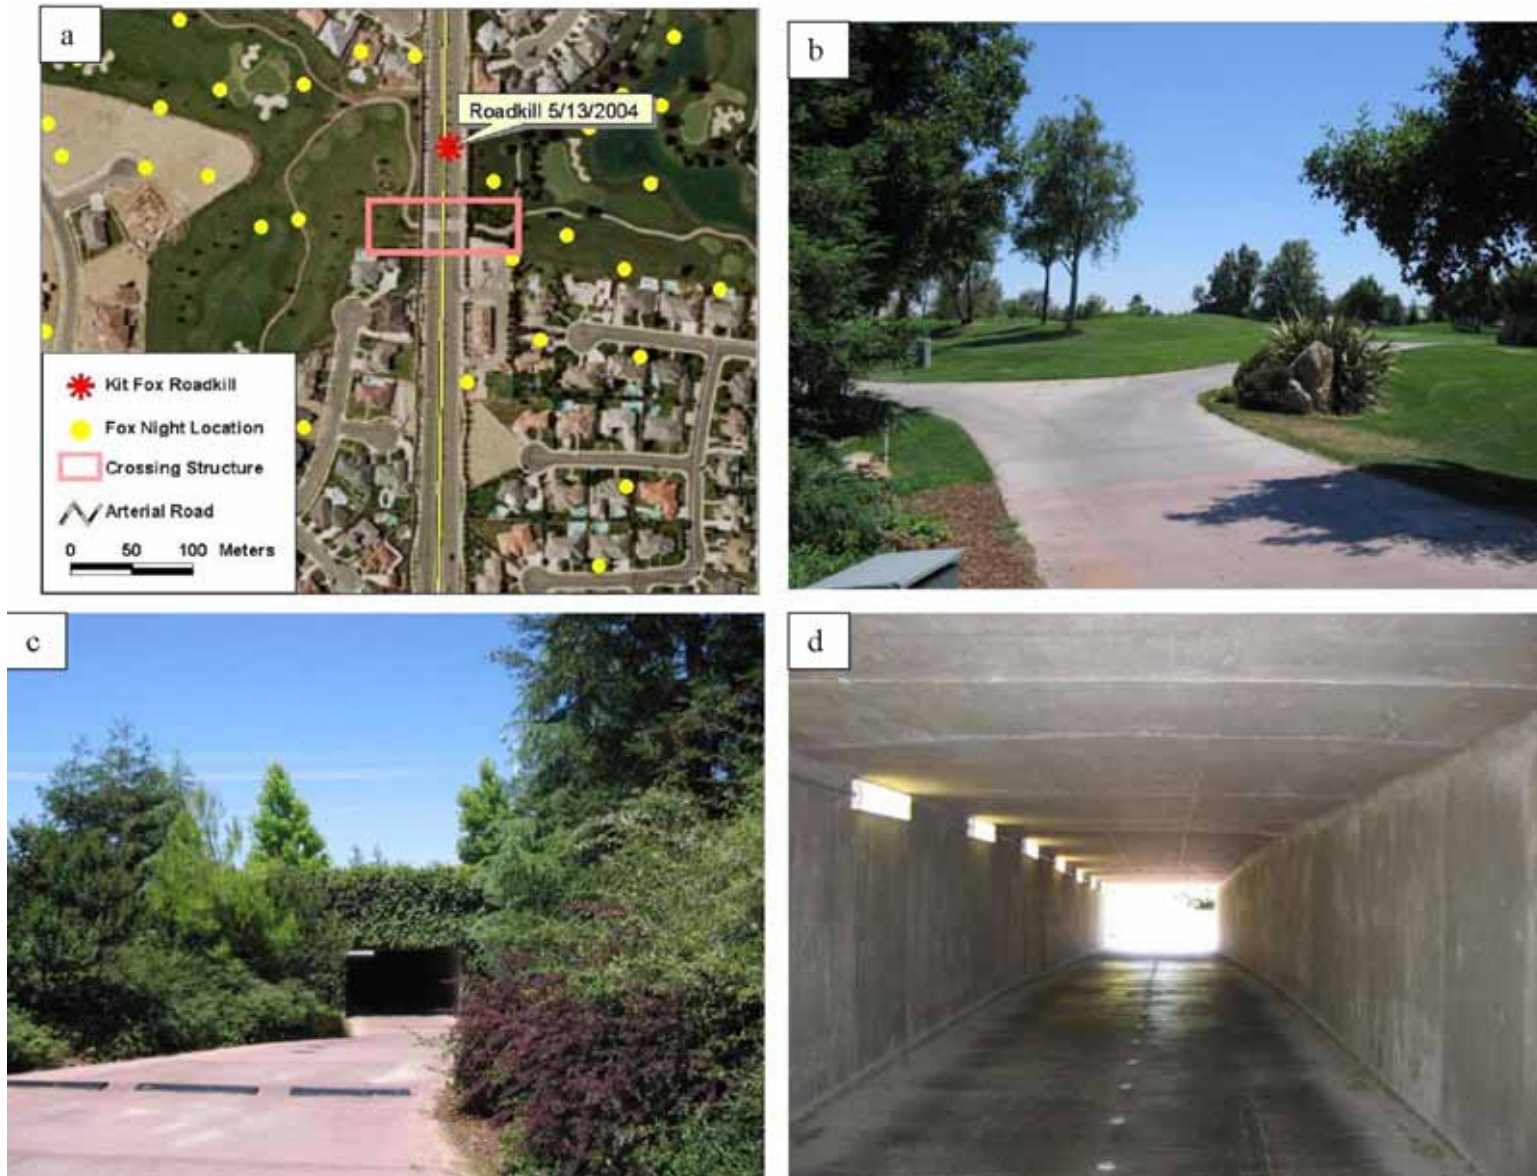 a
Roadkill 5/13/2004
Kit Fox Roadkill
Fox Night Location
Crossing Structure
Arterial Road
0 50 100 Meters
b
c
d